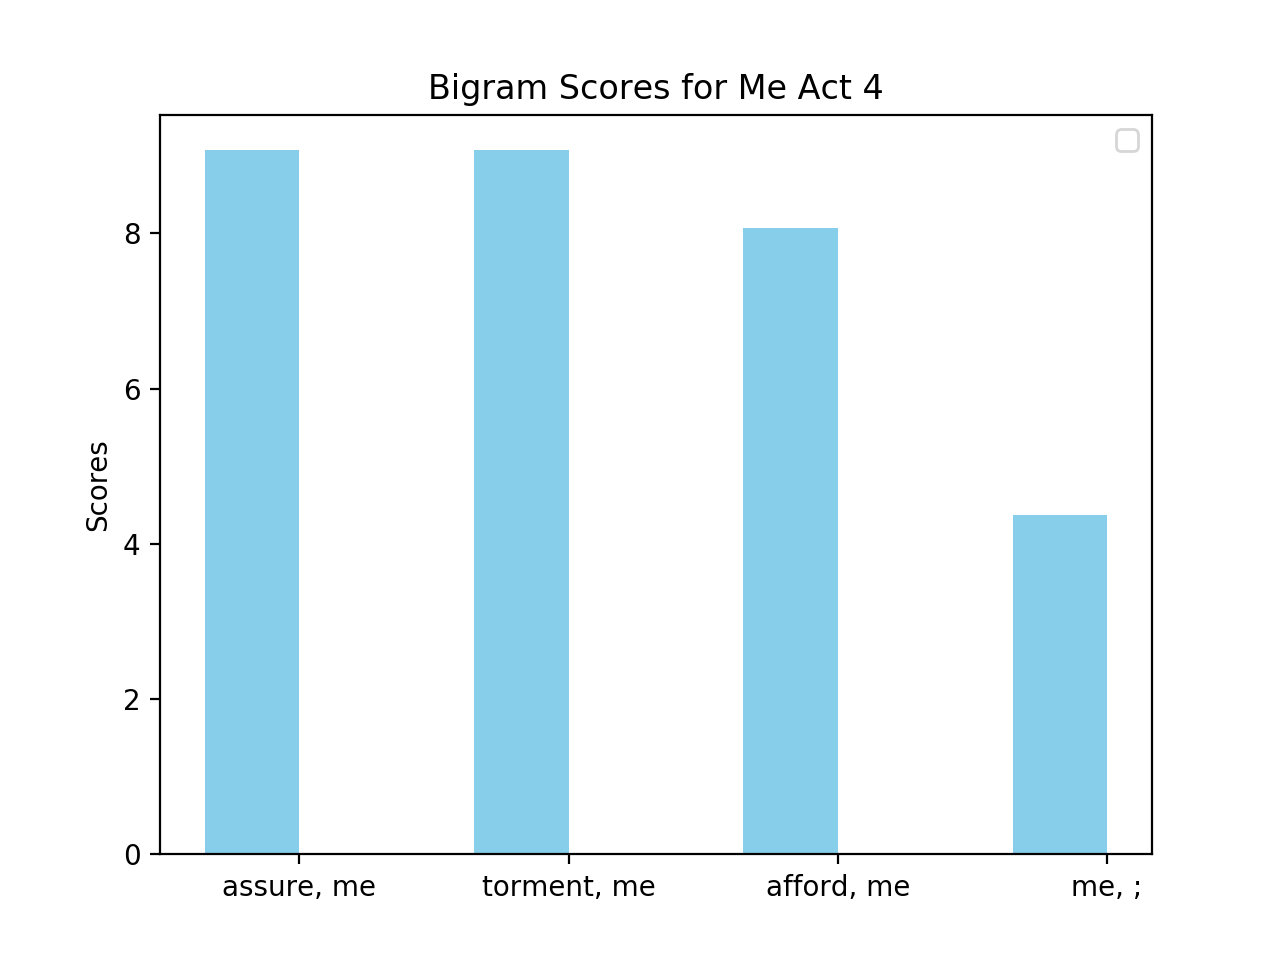 Bigram Scores for Me Act 4
8
6
4
2
0
Scores
assure, me
torment, me
afford, me
me, ;